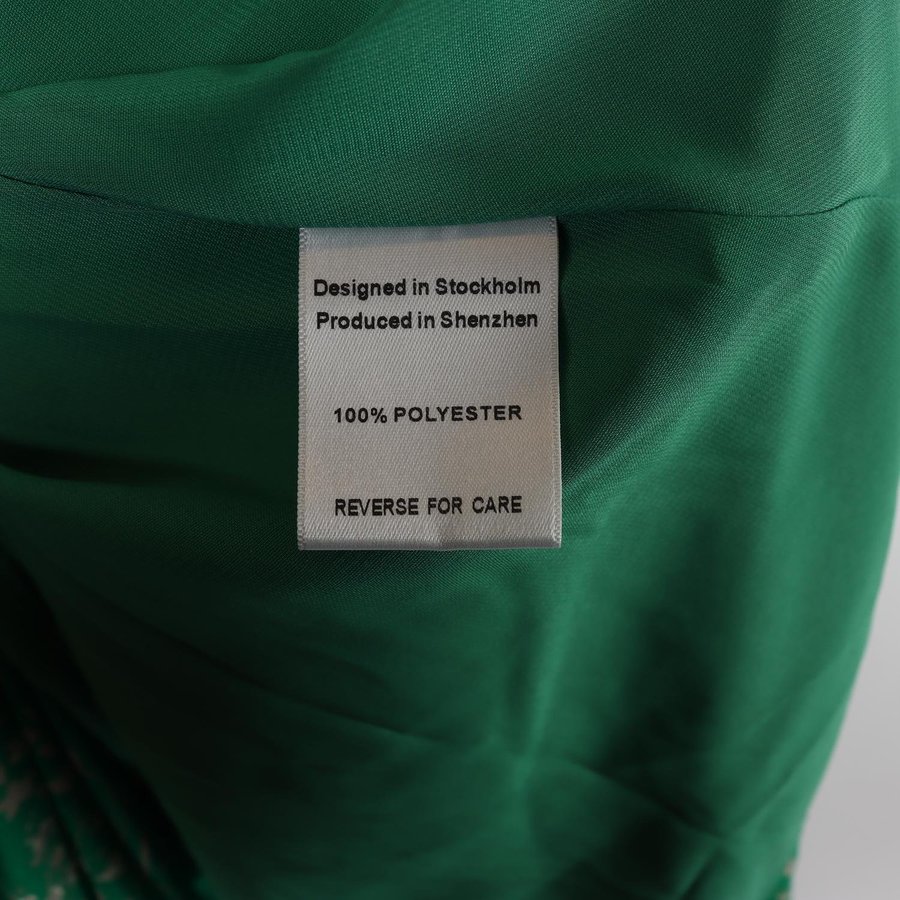 Designed in Stockholm
Produced in Shenzhen
100% POLYESTER
REVERSE FOR CARE